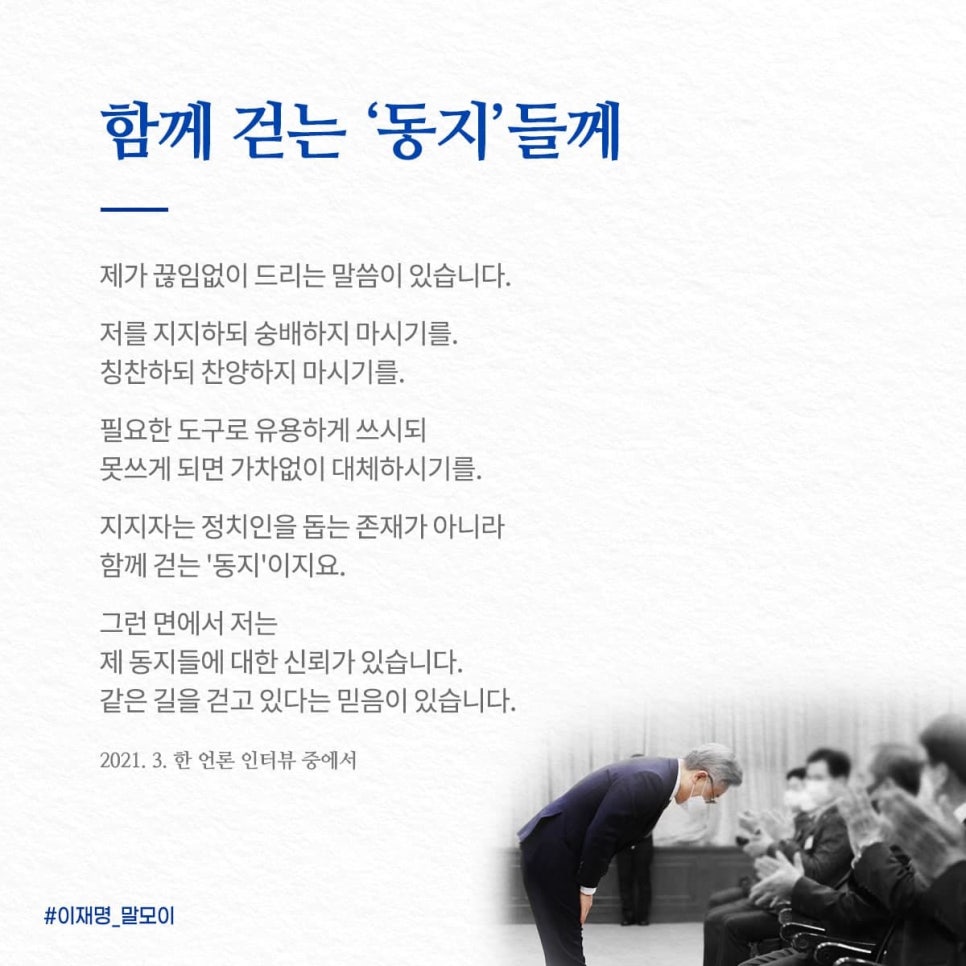 함께 걷는 ‘동지’들께
제가 끊임없이 드리는 말씀이 있습니다.
저를 지지하되 숭배하지 마시기를.
칭찬하되 찬양하지 마시기를.
필요한 도구로 유용하게 쓰시되
못쓰게 되면 가차없이 대체하시기를.
지지자는 정치인을 돕는 존재가 아니라
함께 걷는 '동지'이지요.
그런 면에서 저는
제 동지들에 대한 신뢰가 있습니다.
같은 길을 걷고 있다는 믿음이 있습니다.
2021. 3. 한 언론 인터뷰 중에서
#이재명_말모이